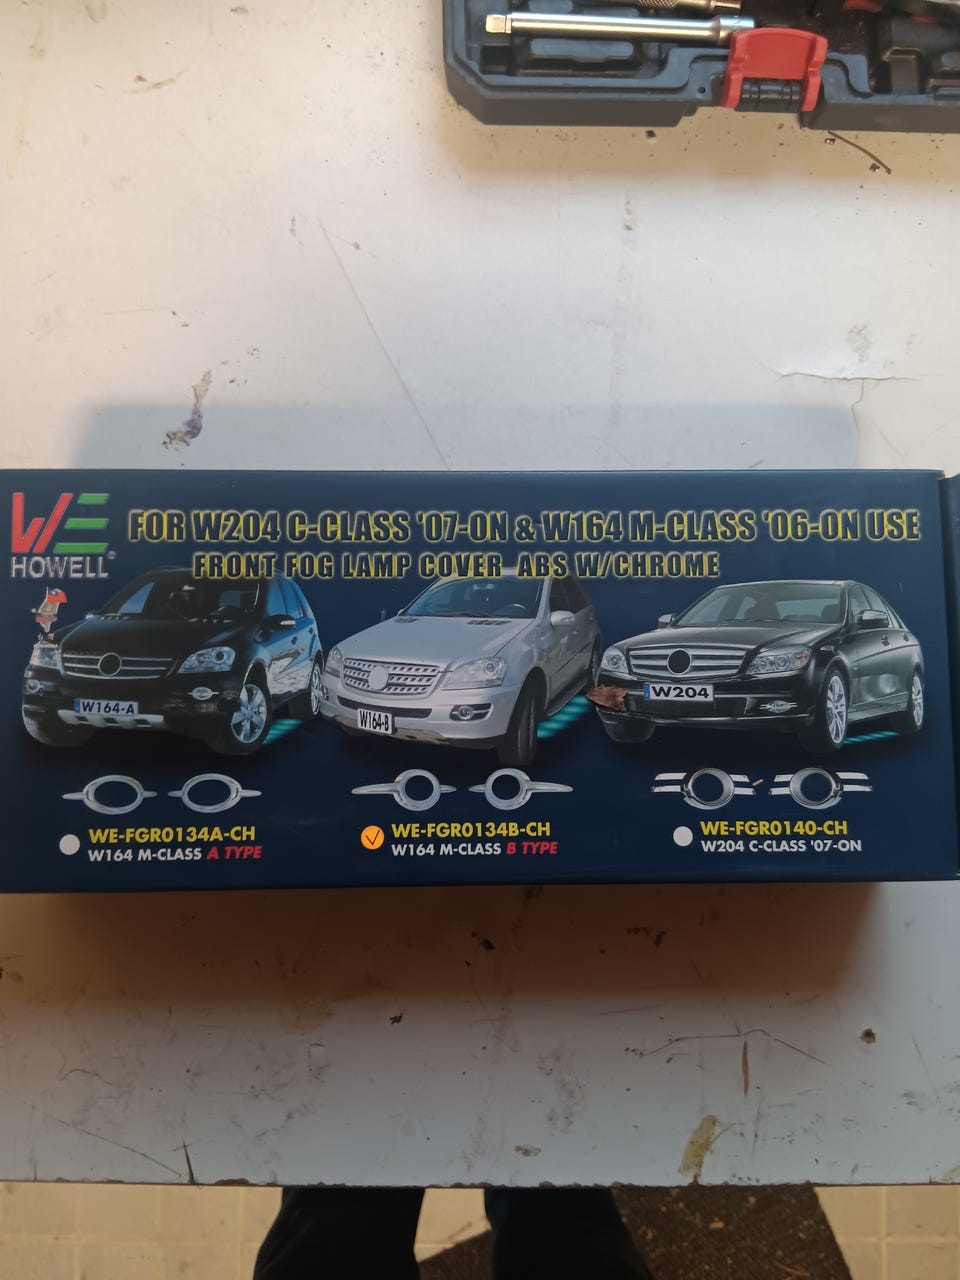 WE
HOWELL®
FOR W204 C-CLASS '07-ON & W164 M-CLASS '06-ON USE
FRONT FOG LAMP COVER ABS W/CHROME
W164-A
W164-B
W204
WE-FGR0134A-CH
W164 M-CLASS A TYPE
WE-FGR0134B-CH
W164 M-CLASS B TYPE
WE-FGR0140-CH
W204 C-CLASS '07-ON